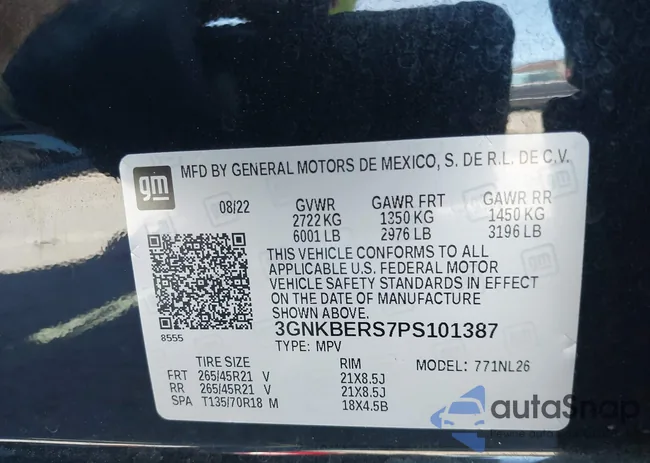 gm
MFD BY GENERAL MOTORS DE MEXICO, S. DE R.L. DE C.V.
08/22 GVWR GAWR FRT GAWR RR
2722 KG 1350 KG 1450 KG
6001 LB 2976 LB 3196 LB
THIS VEHICLE CONFORMS TO ALL
APPLICABLE U.S. FEDERAL MOTOR
VEHICLE SAFETY STANDARDS IN EFFECT
ON THE DATE OF MANUFACTURE
SHOWN ABOVE.
8555
3GNKBERS7PS101387
TYPE: MPV
TIRE SIZE RIM MODEL: 771NL26
FRT 265/45R21 V 21X8.5J
RR 265/45R21 V 21X8.5J
SPA T135/70R18 M 18X4.5B
autoSnap